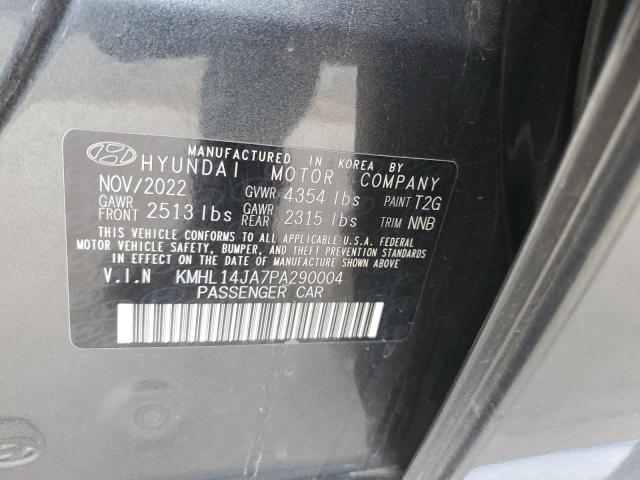 MANUFACTURED IN KOREA BY
HYUNDAI MOTOR COMPANY
NOV/2022 GVWR 4354 lbs PAINT T2G
GAWR FRONT 2513 lbs GAWR REAR 2315 lbs TRIM NNB
THIS VEHICLE CONFORMS TO ALL APPLICABLE U.S.A. FEDERAL
MOTOR VEHICLE SAFETY, BUMPER, AND THEFT PREVENTION STANDARDS
IN EFFECT ON THE DATE OF MANUFACTURE SHOWN ABOVE.
V.I.N KMHL14JA7PA290004
PASSENGER CAR